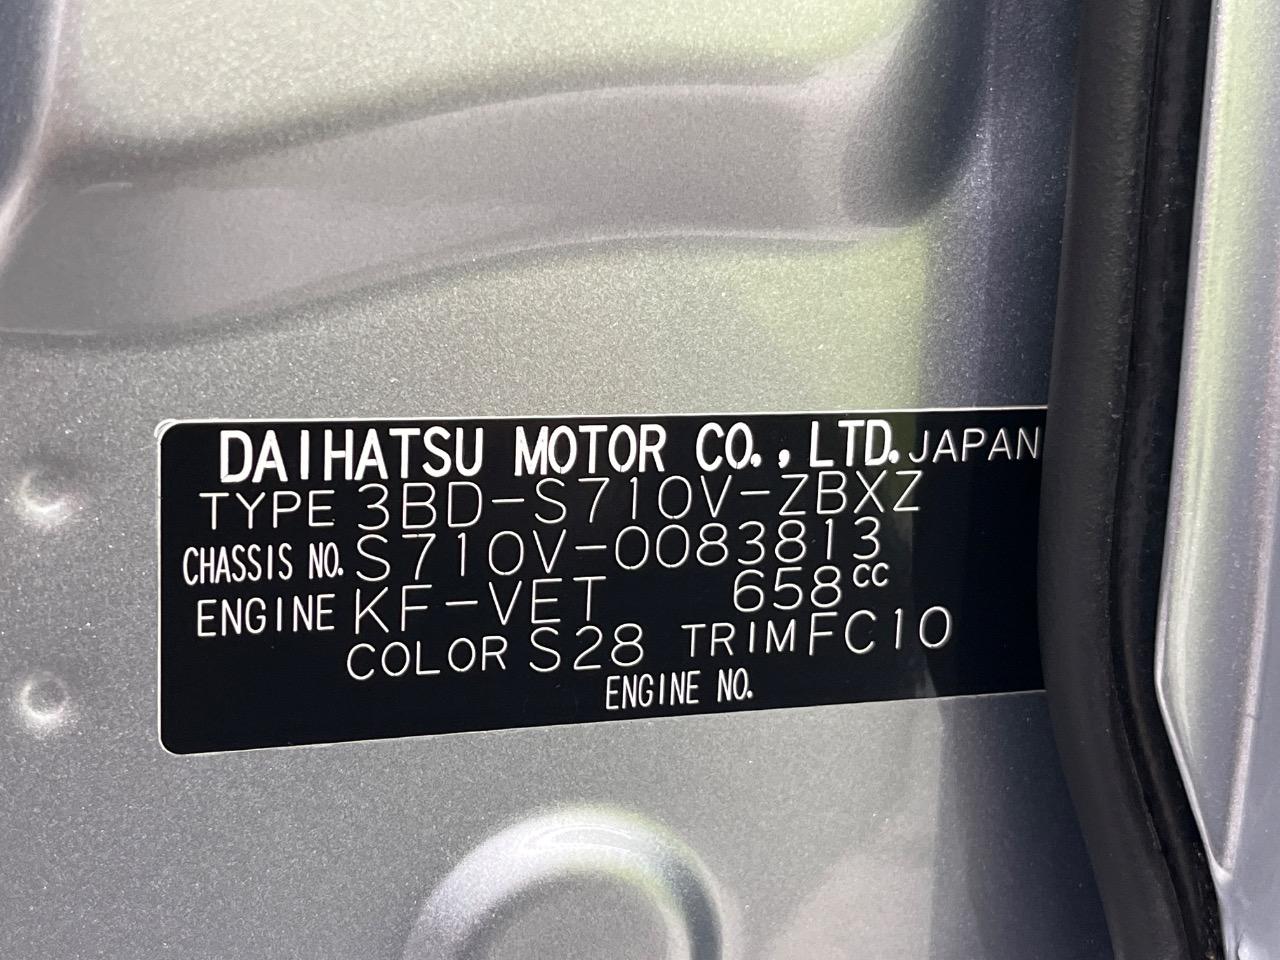 DAIHATSU MOTOR CO.,LTD. JAPAN
TYPE 3BD-S710V-ZBXZ
CHASSIS NO. S710V-0083813
ENGINE KF-VET 658cc
COLOR S28 TRIM FC10
ENGINE NO.